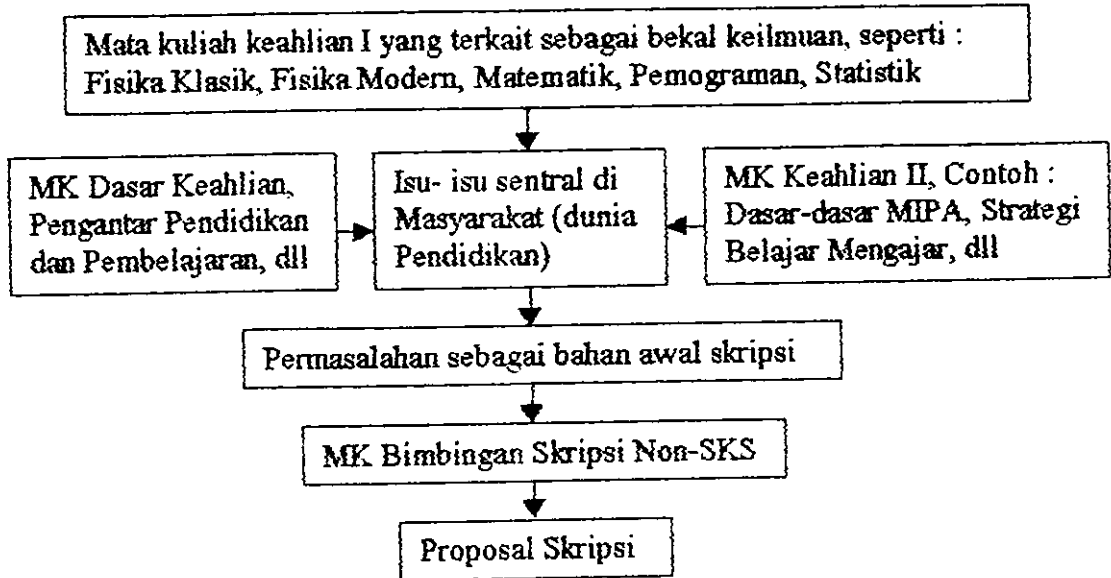 Mata kuliah keahlian I yang terkait sebagai bekal keilmuan, seperti :
Fisika Klasik, Fisika Modern, Matematik, Pemograman, Statistik
MK Dasar Keahlian,
Pengantar Pendidikan
dan Pembelajaran, dll
Isu- isu sentral di
Masyarakat (dunia
Pendidikan)
MK Keahlian II, Contoh :
Dasar-dasar MIPA, Strategi
Belajar Mengajar, dll
Permasalahan sebagai bahan awal skripsi
MK Bimbingan Skripsi Non-SKS
Proposal Skripsi